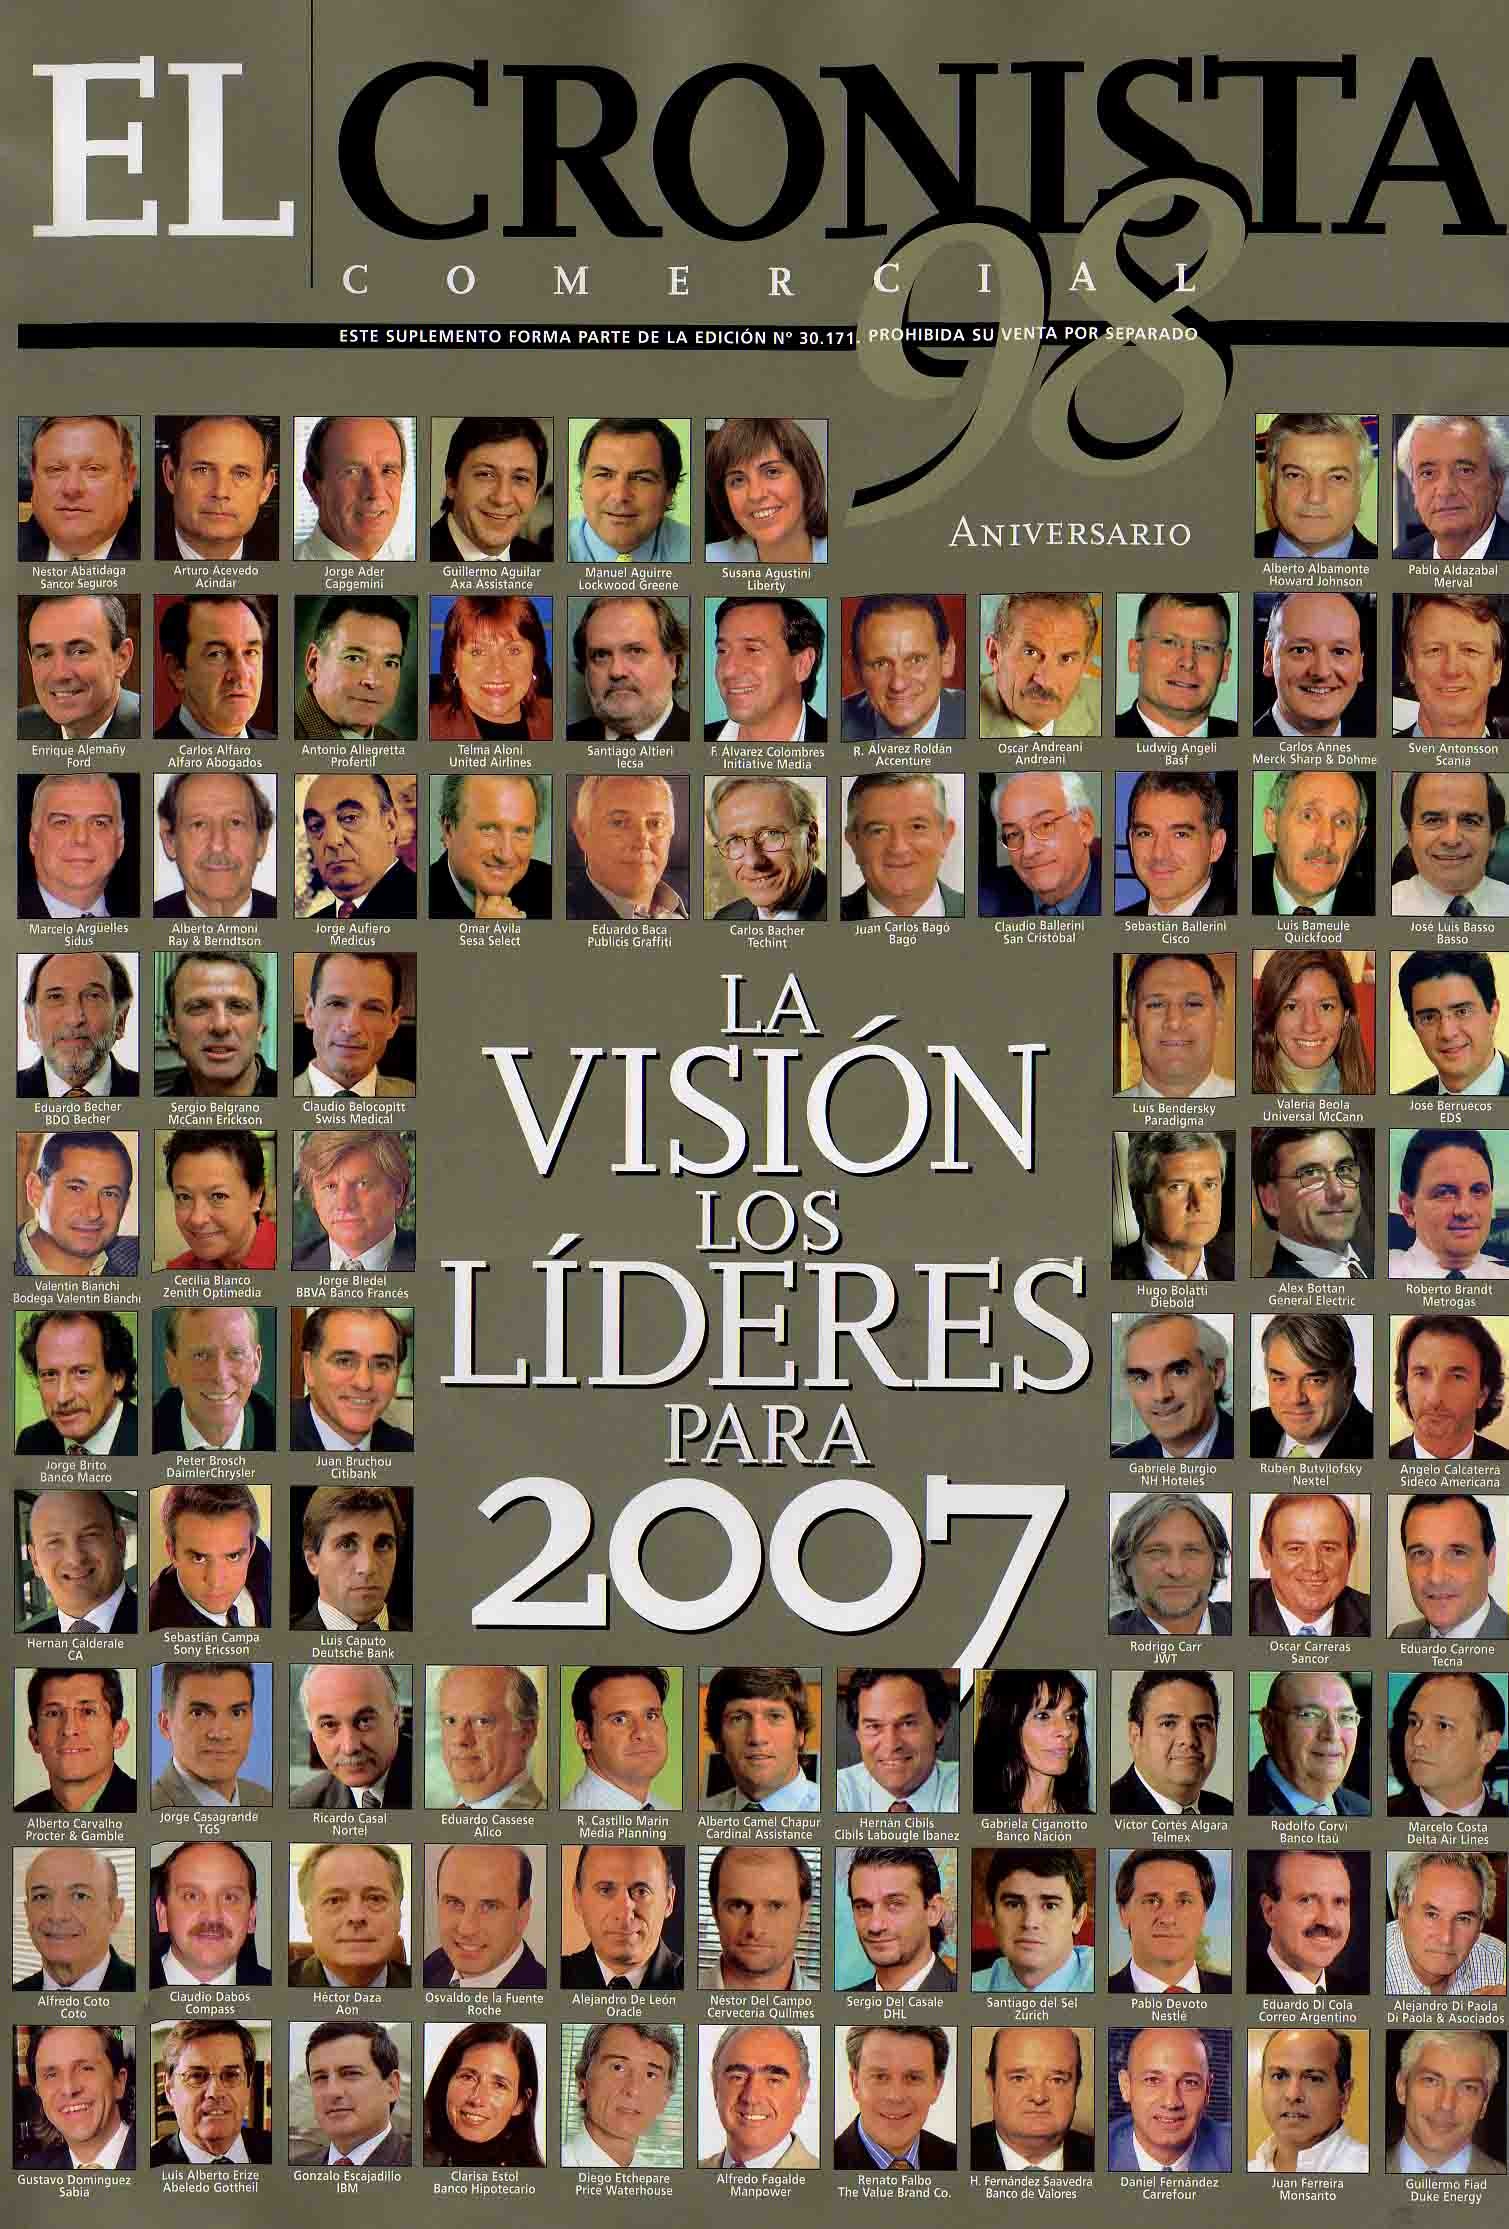 EL CRONISTA
COMERCIAL
98
ESTE SUPLEMENTO FORMA PARTE DE LA EDICIÓN Nº 30.171. PROHIBIDA SU VENTA POR SEPARADO
ANIVERSARIO
Néstor Abatidaga
Sancor Seguros
Arturo Acevedo
Acindar
Jorge Ader
Capgemini
Guillermo Aguilar
Axa Assistance
Manuel Aguirre
Lockwood Greene
Susana Agustini
Liberty
Alberto Albamonte
Howard Johnson
Pablo Aldazabal
Merval
Enrique Alemañy
Ford
Carlos Alfaro
Alfaro Abogados
Antonio Allegretta
Profertil
Telma Aloni
United Airlines
Santiago Altieri
Iecsa
F. Álvarez Colombres
Initiative Media
R. Álvarez Roldán
Accenture
Oscar Andreani
Andreani
Ludwig Angeli
Basf
Carlos Annes
Merck Sharp & Dohme
Sven Antonsson
Scania
Marcelo Argüelles
Sidus
Alberto Armoni
Ray & Berndtson
Jorge Aufiero
Medicus
Omar Ávila
Sesa Select
Eduardo Baca
Publicis Graffiti
Carlos Bacher
Techint
Juan Carlos Bagó
Bagó
Claudio Ballerini
San Cristóbal
Sebastián Ballerini
Cisco
Luis Bameule
Quickfood
José Luis Basso
Basso
Eduardo Becher
BDO Becher
Sergio Belgrano
McCann Erickson
Claudio Belocopitt
Swiss Medical
LA
VISIÓN
LOS
LÍDERES
PARA
2007
Luis Bendersky
Paradigma
Valeria Beola
Universal McCann
José Berruecos
EDS
Valentín Bianchi
Bodega Valentín Bianchi
Cecilia Blanco
Zenith Optimedia
Jorge Bledel
BBVA Banco Francés
Hugo Bolatti
Diebold
Alex Bottan
General Electric
Roberto Brandt
Metrogas
Jorge Brito
Banco Macro
Peter Brosch
DaimlerChrysler
Juan Bruchou
Citibank
Gabriele Burgio
NH Hoteles
Rubén Butvilofsky
Nextel
Angelo Calcaterra
Sideco Americana
Hernán Calderale
CA
Sebastián Campa
Sony Ericsson
Luis Caputo
Deutsche Bank
Rodrigo Carr
JWT
Oscar Carreras
Sancor
Eduardo Carrone
Tecna
Alberto Carvalho
Procter & Gamble
Jorge Casagrande
TGS
Ricardo Casal
Nortel
Eduardo Cassese
Alico
R. Castillo Marín
Media Planning
Alberto Camel Chapur
Cardinal Assistance
Hernán Cibils
Cibils Labougle Ibanez
Gabriela Ciganotto
Banco Nación
Víctor Cortés Algara
Telmex
Rodolfo Corvi
Banco Itaú
Marcelo Costa
Delta Air Lines
Alfredo Coto
Coto
Claudio Dabos
Compass
Héctor Daza
Aon
Osvaldo de la Fuente
Roche
Alejandro De León
Oracle
Néstor Del Campo
Cervecería Quilmes
Sergio Del Casale
DHL
Santiago del Sel
Zürich
Pablo Devoto
Nestlé
Eduardo Di Cola
Correo Argentino
Alejandro Di Paola
Di Paola & Asociados
Gustavo Domínguez
Sabia
Luis Alberto Erize
Abeledo Gottheil
Gonzalo Escajadillo
IBM
Clarisa Estol
Banco Hipotecario
Diego Etchepare
Price Waterhouse
Alfredo Fagalde
Manpower
Renato Falbo
The Value Brand Co.
H. Fernández Saavedra
Banco de Valores
Daniel Fernández
Carrefour
Juan Ferreira
Monsanto
Guillermo Fiad
Duke Energy